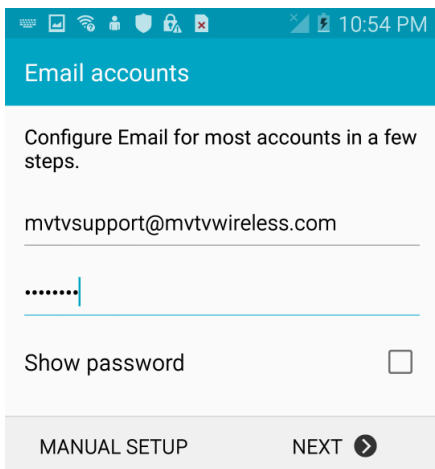 10:54 PM
Email accounts
Configure Email for most accounts in a few
steps.
mvtvsupport@mvtvwireless.com
••••••••
Show password
MANUAL SETUP NEXT